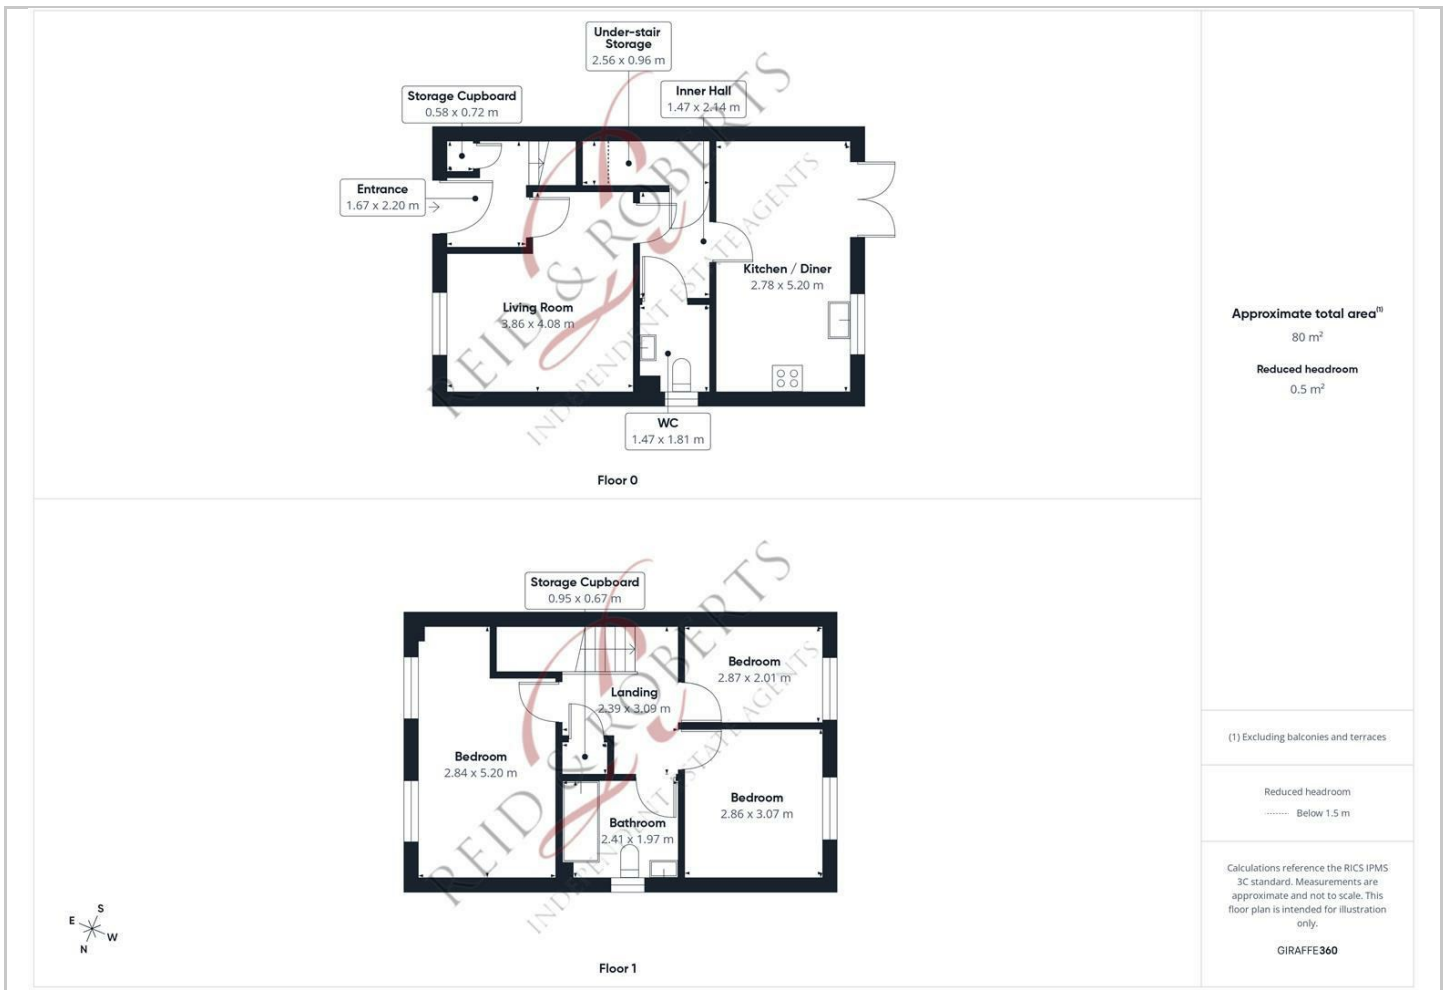 Under-stair
Storage
2.56 x 0.96 m
Inner Hall
1.47 x 2.14 m
Storage Cupboard
0.58 x 0.72 m
Entrance
1.67 x 2.20 m
Kitchen / Diner
2.78 x 5.20 m
Living Room
3.86 x 4.08 m
WC
1.47 x 1.81 m
Floor 0
REID & ROBERTS
INDEPENDENT ESTATE AGENTS
Approximate total area(1)
80 m²
Reduced headroom
0.5 m²
Storage Cupboard
0.95 x 0.67 m
Bedroom
2.87 x 2.01 m
Landing
2.39 x 3.09 m
Bedroom
2.84 x 5.20 m
Bedroom
2.86 x 3.07 m
Bathroom
2.41 x 1.97 m
REID & ROBERTS
INDEPENDENT ESTATE AGENTS
S
E
W
N
Floor 1
(1) Excluding balconies and terraces
Reduced headroom
Below 1.5 m
Calculations reference the RICS IPMS
3C standard. Measurements are
approximate and not to scale. This
floor plan is intended for illustration
only.
GIRAFFE360